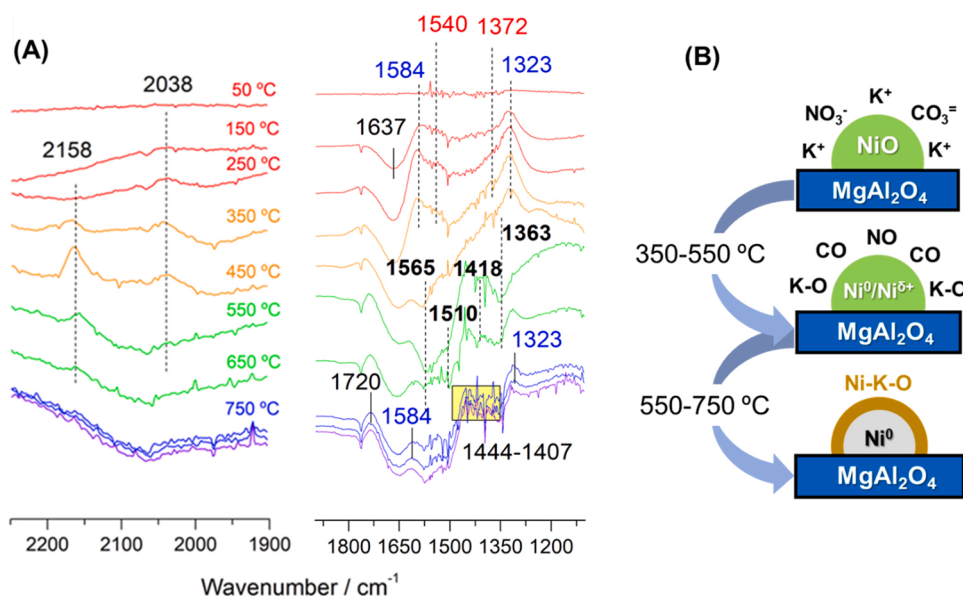 (A)
2038
2158
50 ºC
150 ºC
250 ºC
350 ºC
450 ºC
550 ºC
650 ºC
750 ºC
2200 2100 2000 1900
1540 1372
1584 1323
1637
1363
1565 1418
1510
1323
1720
1584
1444-1407
1800 1650 1500 1350 1200
Wavenumber / cm⁻¹
(B)
K⁺
NO₃⁻ CO₃⁼
K⁺ NiO K⁺
MgAl₂O₄
350-550 ºC
NO
CO CO
K-O Ni⁰/Niᵟ⁺ K-O
MgAl₂O₄
550-750 ºC
Ni-K-O
Ni⁰
MgAl₂O₄